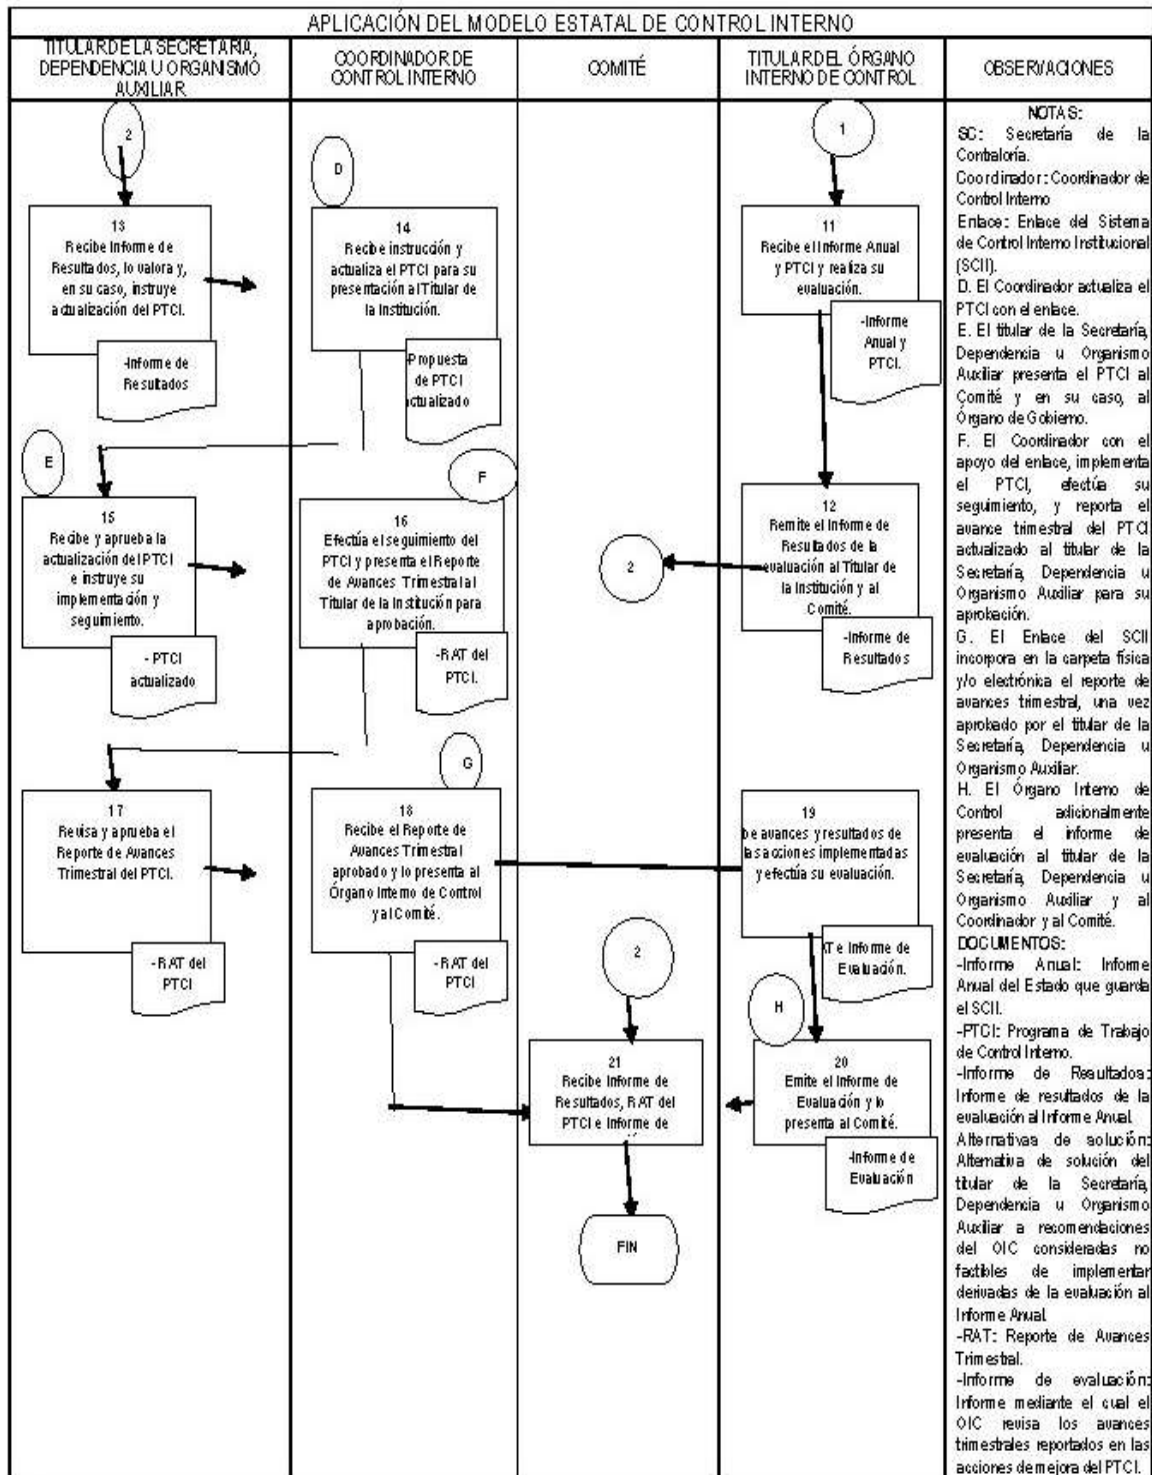 APLICACIÓN DEL MODELO ESTATAL DE CONTROL INTERNO
TITULAR DE LA SECRETARÍA,
DEPENDENCIA U ORGANISMO
AUXILIAR
COORDINADOR DE
CONTROL INTERNO
COMITÉ
TITULAR DEL ÓRGANO
INTERNO DE CONTROL
OBSERVACIONES
2
13
Recibe Informe de
Resultados, lo valora y,
en su caso, instruye
actualización del PTCI.
-Informe de
Resultados
E
15
Recibe y aprueba la
actualización del PTCI
e instruye su
implementación y
seguimiento.
- PTCI
actualizado
17
Revisa y aprueba el
Reporte de Avances
Trimestral del PTCI.
-RAT del
PTCI
D
14
Recibe instrucción y
actualiza el PTCI para su
presentación al Titular de
la Institución.
-Propuesta
de PTCI
actualizado
F
16
Efectúa el seguimiento del
PTCI y presenta el Reporte
de Avances Trimestral al
Titular de la Institución para
aprobación.
-RAT del
PTCI.
G
18
Recibe el Reporte de
Avances Trimestral
aprobado y lo presenta al
Órgano Interno de Control
y al Comité.
-RAT del
PTCI
2
2
21
Recibe Informe de
Resultados, RAT del
PTCI e Informe de
FIN
1
11
Recibe el Informe Anual
y PTCI y realiza su
evaluación.
-Informe
Anual y
PTCI.
12
Remite el Informe de
Resultados de la
evaluación al Titular de
la Institución y al
Comité.
-Informe de
Resultados
19
be avances y resultados de
las acciones implementadas
y efectúa su evaluación.
AT e Informe de
Evaluación.
H
20
Emite el Informe de
Evaluación y lo
presenta al Comité.
-Informe de
Evaluación
NOTAS:
SC: Secretaría de la
Contraloría.
Coordinador: Coordinador de
Control Interno
Enlace: Enlace del Sistema
de Control Interno Institucional
(SCII).
D. El Coordinador actualiza el
PTCI con el enlace.
E. El titular de la Secretaría,
Dependencia u Organismo
Auxiliar presenta el PTCI al
Comité y en su caso, al
Órgano de Gobierno.
F. El Coordinador con el
apoyo del enlace, implementa
el PTCI, efectúa su
seguimiento, y reporta el
avance trimestral del PTCI
actualizado al titular de la
Secretaría, Dependencia u
Organismo Auxiliar para su
aprobación.
G. El Enlace del SCII
incorpora en la carpeta física
y/o electrónica el reporte de
avances trimestral, una vez
aprobado por el titular de la
Secretaría, Dependencia u
Organismo Auxiliar.
H. El Órgano Interno de
Control adicionalmente
presenta el informe de
evaluación al titular de la
Secretaría, Dependencia u
Organismo Auxiliar y al
Coordinador y al Comité.
DOCUMENTOS:
-Informe Anual: Informe
Anual del Estado que guarda
el SCII.
-PTCI: Programa de Trabajo
de Control Interno.
-Informe de Resultados:
Informe de resultados de la
evaluación al Informe Anual.
Alternativas de solución:
Alternativa de solución del
titular de la Secretaría,
Dependencia u Organismo
Auxiliar a recomendaciones
del OIC consideradas no
factibles de implementar
derivadas de la evaluación al
Informe Anual.
-RAT: Reporte de Avances
Trimestral.
-Informe de evaluación:
Informe mediante el cual el
OIC revisa los avances
trimestrales reportados en las
acciones de mejora del PTCI.